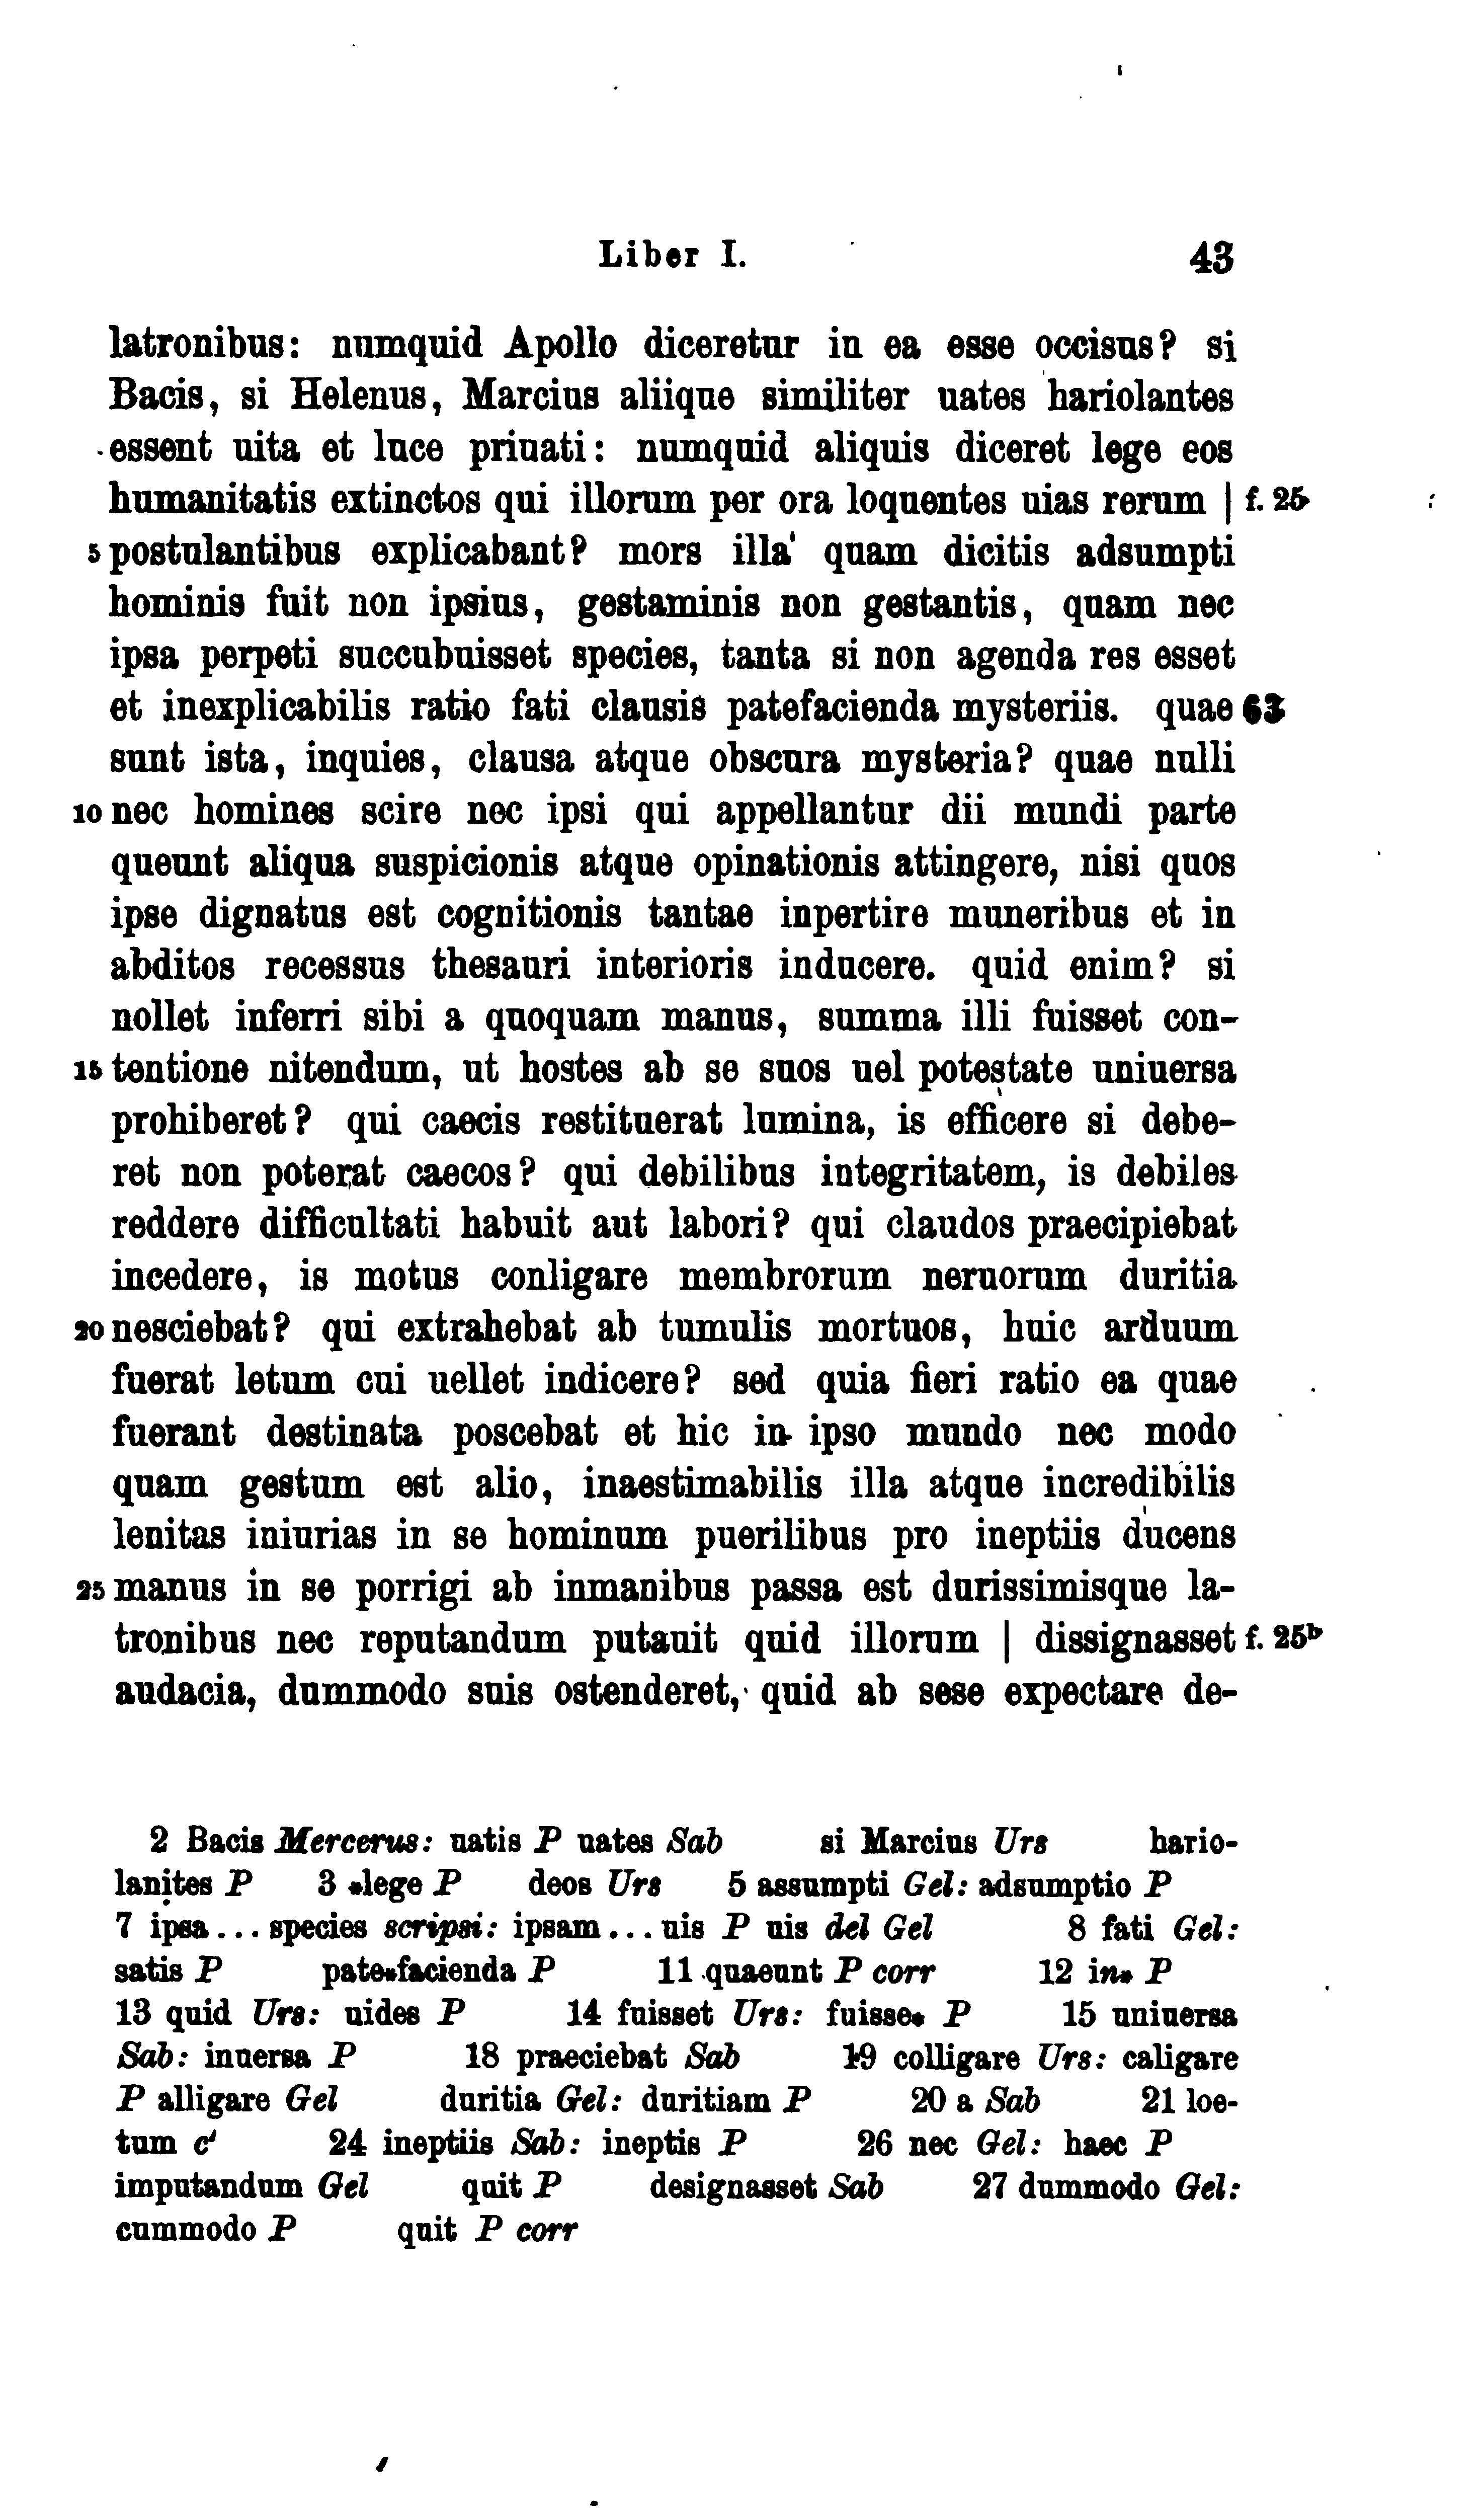 Liber I. 43
latronibus: numquid Apollo diceretur in ea esse occisus? si
Bacis, si Helenus, Marcius aliique similiter uates hariolantes
essent uita et luce priuati: numquid aliquis diceret lege eos
humanitatis extinctos qui illorum per ora loquentes uias rerum | f. 25
5 postulantibus explicabant? mors illa quam dicitis adsumpti
hominis fuit non ipsius, gestaminis non gestantis, quam nec
ipsa perpeti succubuisset species, tanta si non agenda res esset
et inexplicabilis ratio fati clausis patefacienda mysteriis. quae 63
sunt ista, inquies, clausa atque obscura mysteria? quae nulli
10 nec homines scire nec ipsi qui appellantur dii mundi parte
queunt aliqua suspicionis atque opinationis attingere, nisi quos
ipse dignatus est cognitionis tantae inpertire muneribus et in
abditos recessus thesauri interioris inducere. quid enim? si
nollet inferri sibi a quoquam manus, summa illi fuisset con-
15 tentione nitendum, ut hostes ab se suos uel potestate uniuersa
prohiberet? qui caecis restituerat lumina, is efficere si debe-
ret non poterat caecos? qui debilibus integritatem, is debiles
reddere difficultati habuit aut labori? qui claudos praecipiebat
incedere, is motus conligare membrorum neruorum duritia
20 nesciebat? qui extrahebat ab tumulis mortuos, huic arduum
fuerat letum cui uellet indicere? sed quia fieri ratio ea quae
fuerant destinata poscebat et hic in ipso mundo nec modo
quam gestum est alio, inaestimabilis illa atque incredibilis
lenitas iniurias in se hominum puerilibus pro ineptiis ducens
25 manus in se porrigi ab inmanibus passa est durissimisque la-
tronibus nec reputandum putauit quid illorum | dissignasset f. 25b
audacia, dummodo suis ostenderet, quid ab sese expectare de-
2 Bacis Mercerus: uatis P uates Sab si Marcius Urs hario-
lanịtes P 3 *lege P deos Urs 5 assumpti Gel: adsumptio P
7 ipsa... species scripsi: ipsam... uis P uis del Gel 8 fati Gel:
satis P pate*facienda P 11 quaeunt P corr 12 in* P
13 quid Urs: uides P 14 fuisset Urs: fuisse* P 15 uniuersa
Sab: inuersa P 18 praeciebat Sab 19 colligare Urs: caligare
P alligare Gel duritia Gel: duritiam P 20 a Sab 21 loe-
tum c' 24 ineptiis Sab: ineptis P 26 nec Gel: haec P
imputandum Gel quit P designasset Sab 27 dummodo Gel:
cummodo P quit P corr